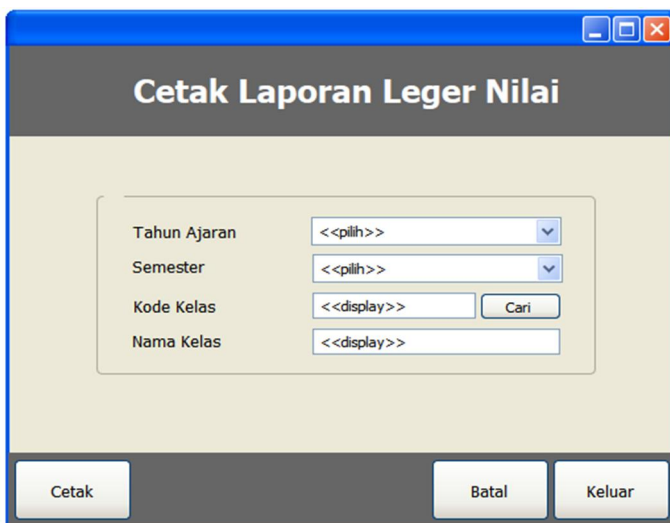 Cetak Laporan Leger Nilai
Tahun Ajaran <<pilih>>
Semester <<pilih>>
Kode Kelas <<display>> Cari
Nama Kelas <<display>>
Cetak Batal Keluar